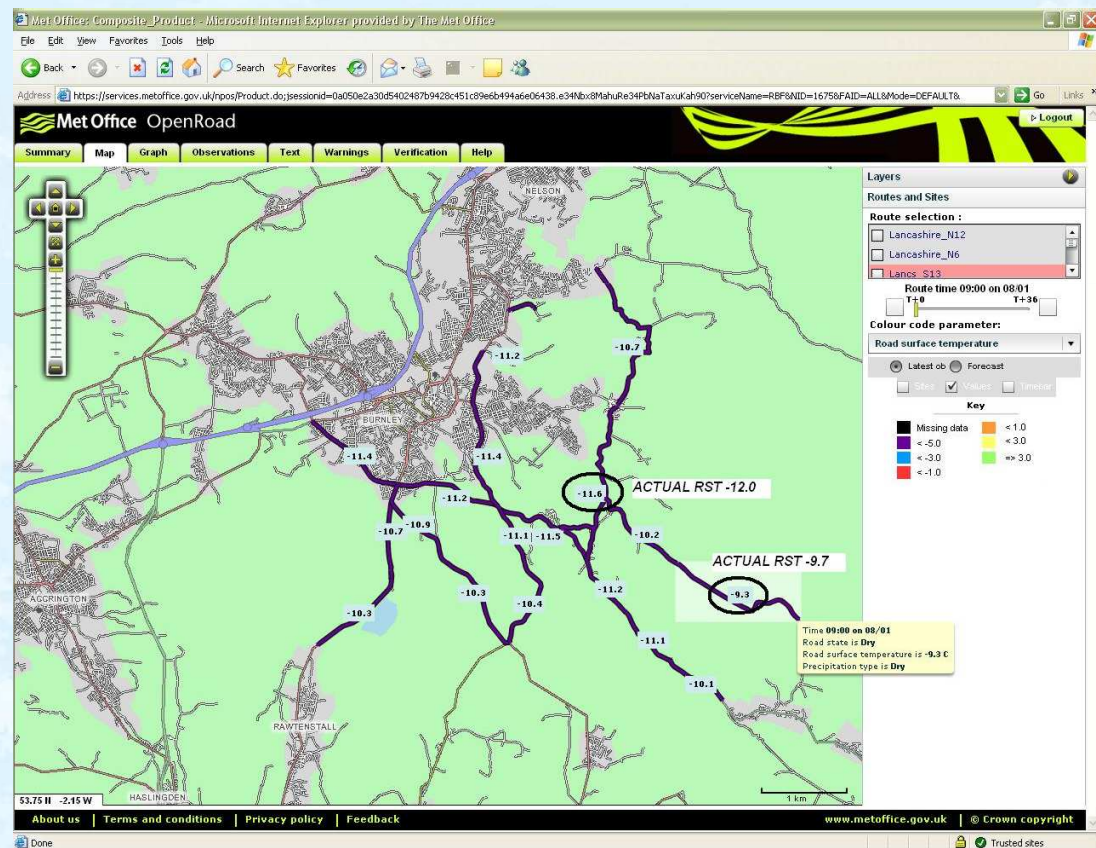 Met Office: Composite_Product - Microsoft Internet Explorer provided by The Met Office
File Edit View Favorites Tools Help
Back Search Favorites
Address https://services.metoffice.gov.uk/npos/Product.do;jsessionid=0a050e2a30d5402487b9428c451c89e6b494a6e06438.e34Nbx8MahuRe34PbNaTaxuKah90?serviceName=RBF&NID=1675&FAID=ALL&Mode=DEFAULT& Go Links
Met Office OpenRoad
Logout
Summary Map Graph Observations Text Warnings Verification Help
Layers
Routes and Sites
Route selection :
Lancashire_N12
Lancashire_N6
Lancs_S13
Route time 09:00 on 08/01
T+0 T+36
Colour code parameter:
Road surface temperature
Latest ob Forecast
Sites Values
Key
Missing data < 1.0
< -5.0 < 3.0
< -3.0 => 3.0
< -1.0
NELSON
-10.7
-11.2
BURNLEY
-11.4 -11.4
-11.6 ACTUAL RST -12.0
-11.2
-10.7 -10.9 -11.1 -11.5 -10.2
ACTUAL RST -9.7
ACCRINGTON
-10.3 -10.3 -10.4 -11.2 -9.3
Time 09:00 on 08/01
Road state is Dry
Road surface temperature is -9.3 C
Precipitation type is Dry
-11.1
-10.1
RAWTENSTALL
HASLINGDEN
53.75 N -2.15 W
1 km
About us | Terms and conditions | Privacy policy | Feedback www.metoffice.gov.uk | © Crown copyright
Done Trusted sites